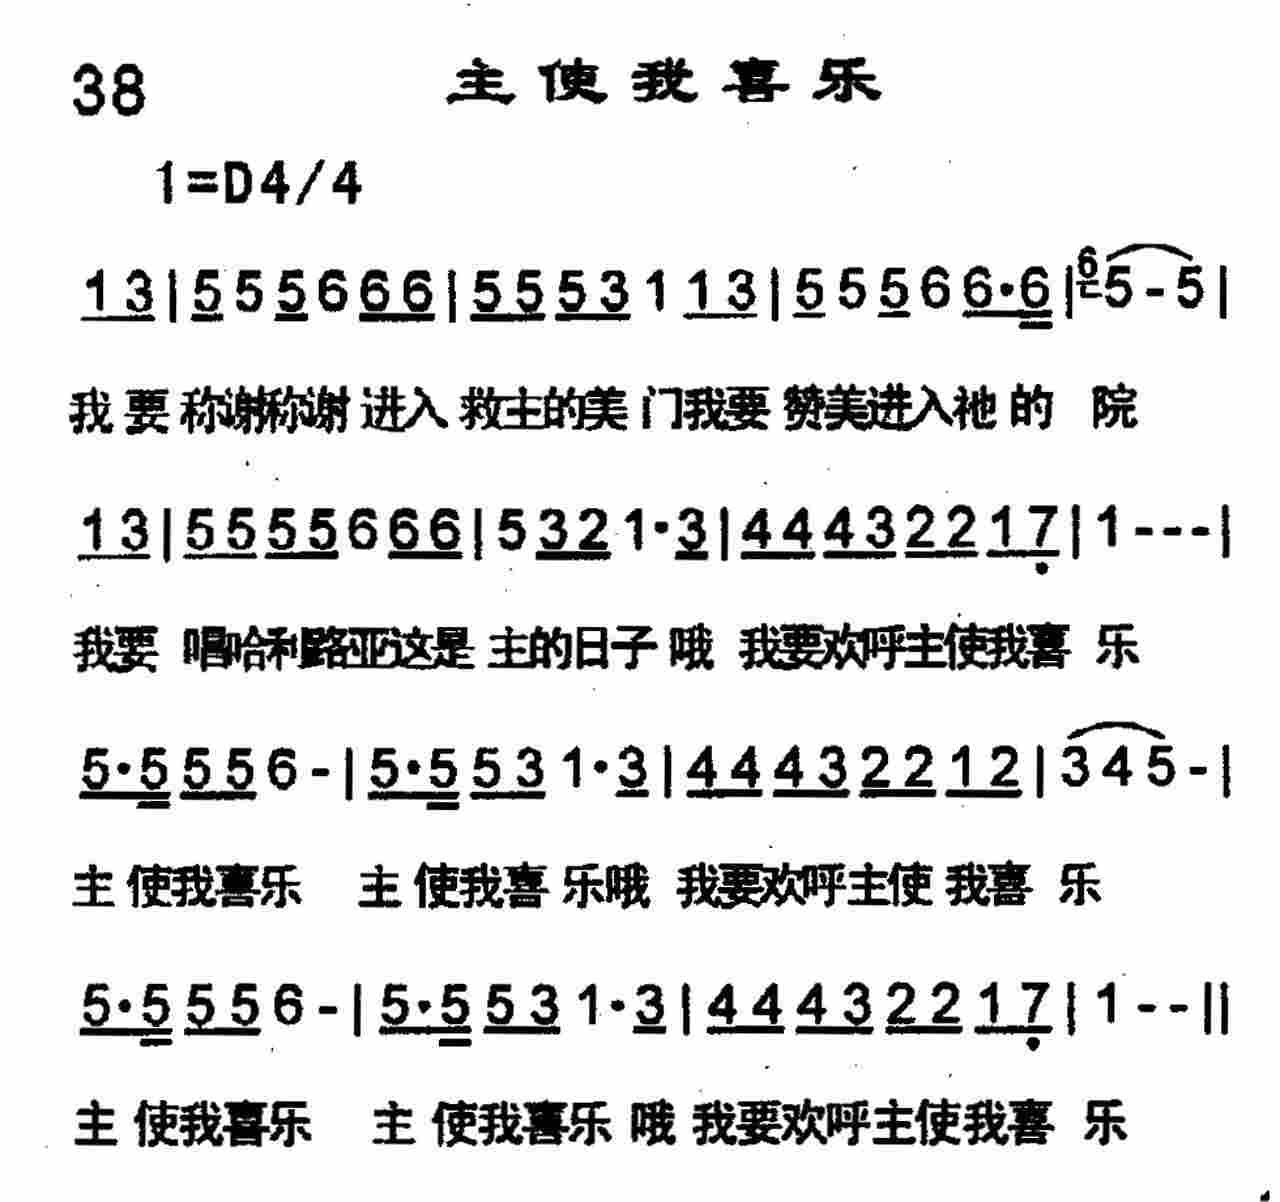 38 主使我喜乐
1=D4/4
13|555666|5553113|55566·6|65-5|
我要称谢称谢进入救主的美门我要赞美进入祂的院
13|5555666|5321·3|44432217|1---|
我要唱哈利路亚这是主的日子哦我要欢呼主使我喜乐
5·5556-|5·5531·3|44432212|345-|
主使我喜乐 主使我喜乐哦 我要欢呼主使我喜乐
5·5556-|5·5531·3|44432217|1--||
主使我喜乐 主使我喜乐哦 我要欢呼主使我喜乐